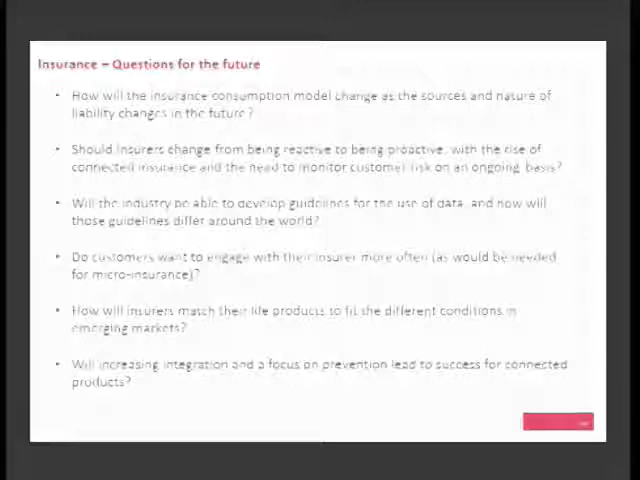 Insurance – Questions for the future
• How will the insurance consumption model change as the sources and nature of
liability changes in the future?
• Should insurers change from being reactive to being proactive, with the rise of
connected insurance and the need to monitor customer risk on an ongoing basis?
• Will the industry be able to develop guidelines for the use of data, and how will
those guidelines differ around the world?
• Do customers want to engage with their insurer more often (as would be needed
for micro-insurance)?
• How will insurers match their life products to fit the different conditions in
emerging markets?
• Will increasing integration and a focus on prevention lead to success for connected
products?